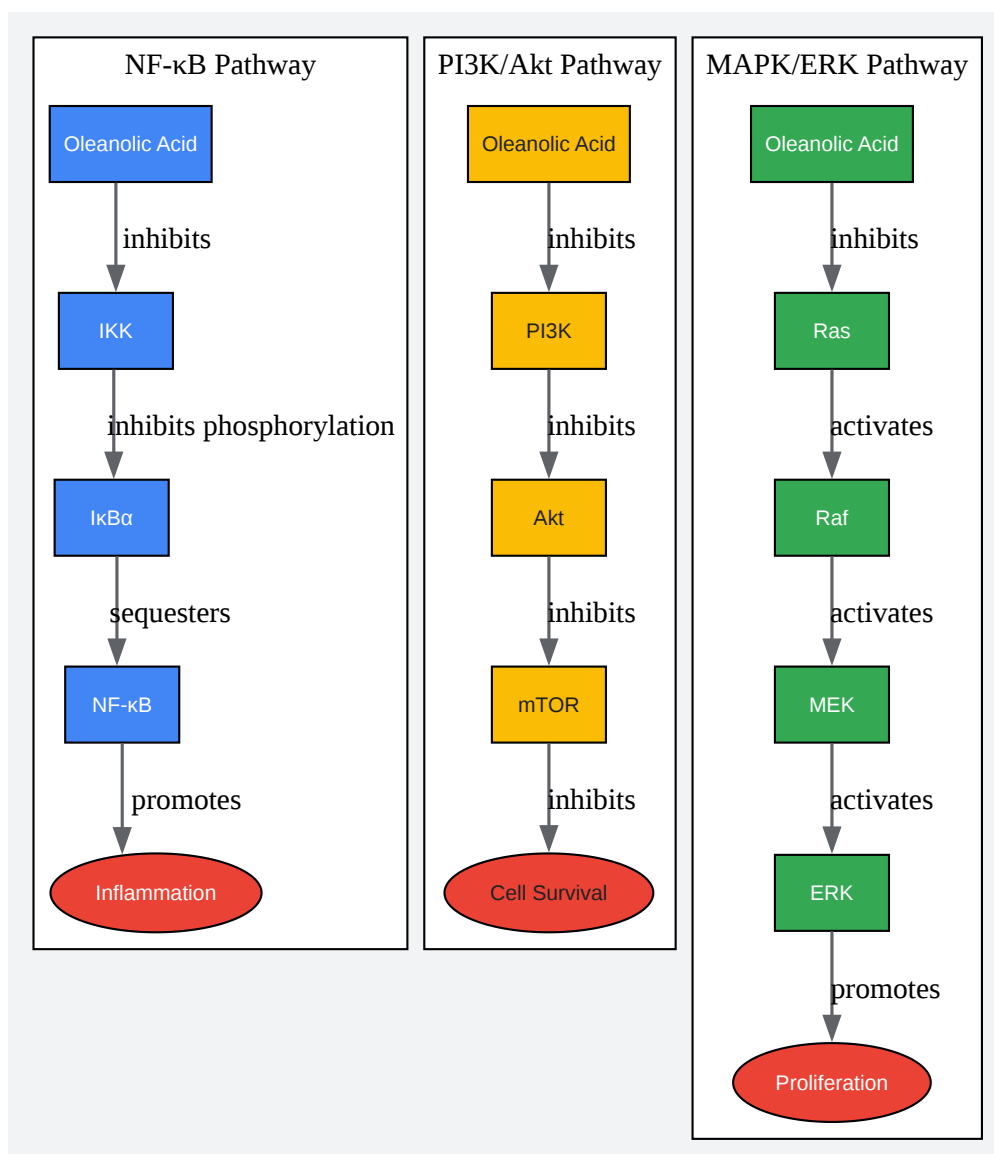 NF-κB Pathway
Oleanolic Acid
inhibits
IKK
inhibits phosphorylation
IκBα
sequesters
NF-κB
promotes
Inflammation
PI3K/Akt Pathway
Oleanolic Acid
inhibits
PI3K
inhibits
Akt
inhibits
mTOR
inhibits
Cell Survival
MAPK/ERK Pathway
Oleanolic Acid
inhibits
Ras
activates
Raf
activates
MEK
activates
ERK
promotes
Proliferation